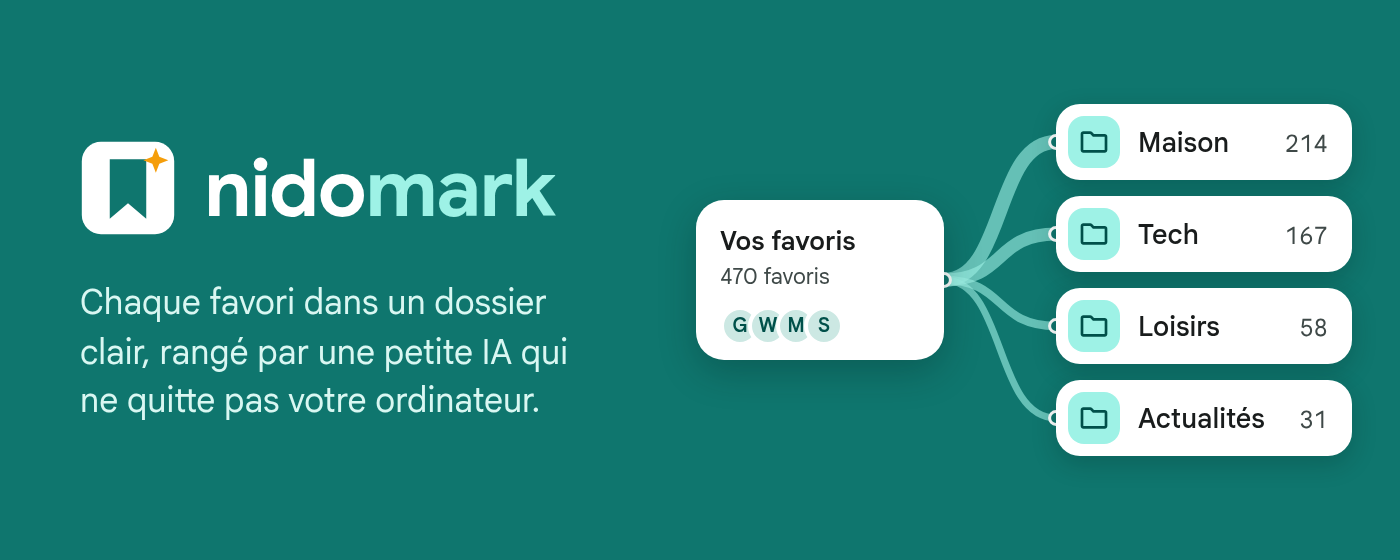 nidomark
Chaque favori dans un dossier
clair, rangé par une petite IA qui
ne quitte pas votre ordinateur.
Vos favoris
470 favoris
G W M S
Maison 214
Tech 167
Loisirs 58
Actualités 31